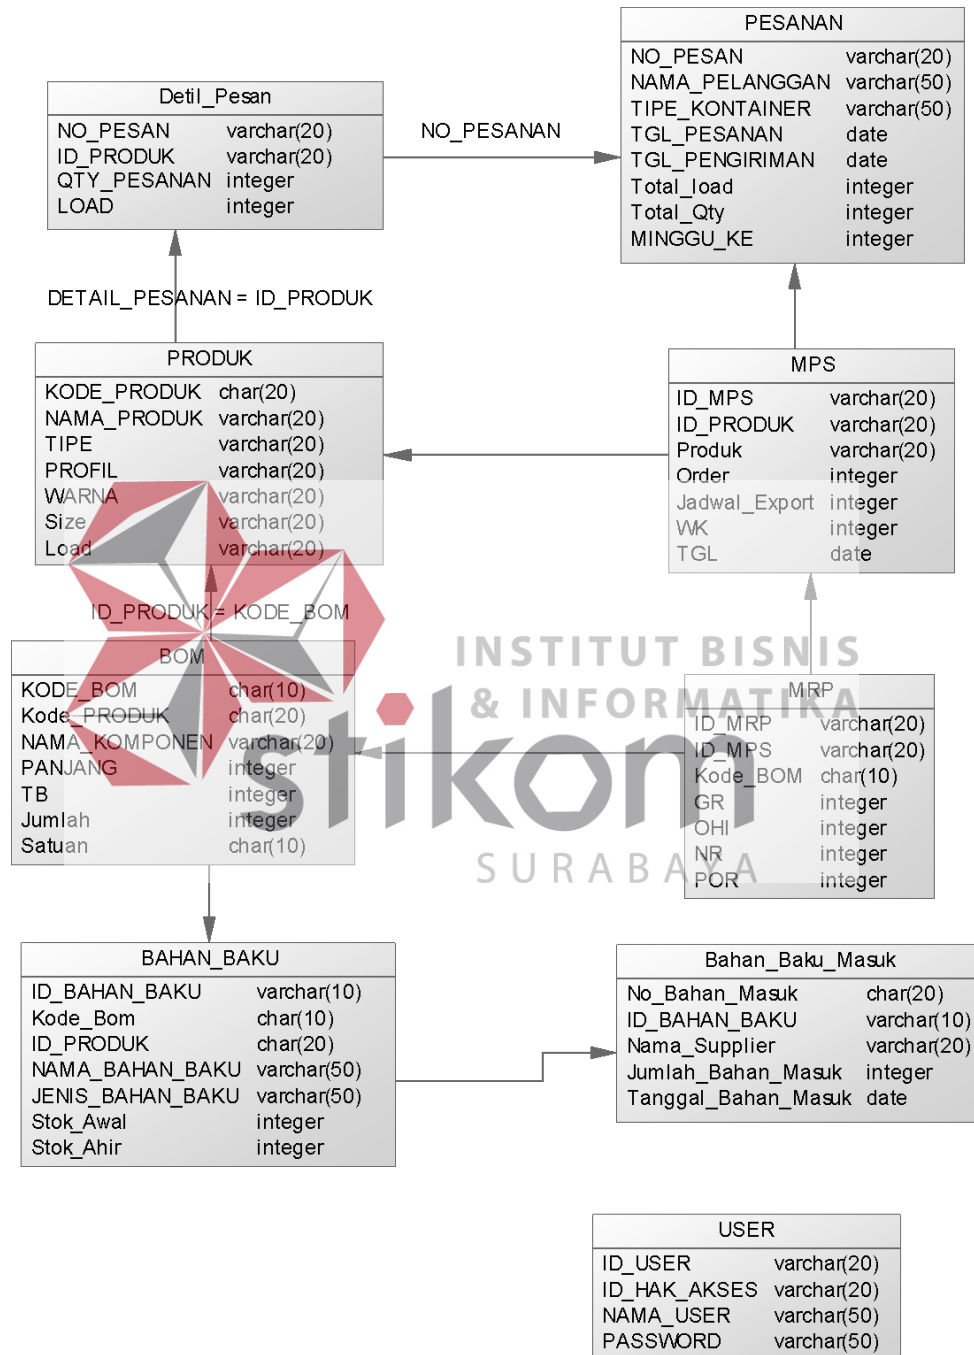 PESANAN
NO_PESAN varchar(20)
NAMA_PELANGGAN varchar(50)
TIPE_KONTAINER varchar(50)
TGL_PESANAN date
TGL_PENGIRIMAN date
Total_load integer
Total_Qty integer
MINGGU_KE integer
Detil_Pesan
NO_PESAN varchar(20)
ID_PRODUK varchar(20)
QTY_PESANAN integer
LOAD integer
NO_PESANAN
DETAIL_PESANAN = ID_PRODUK
PRODUK
KODE_PRODUK char(20)
NAMA_PRODUK varchar(20)
TIPE varchar(20)
PROFIL varchar(20)
WARNA varchar(20)
Size varchar(20)
Load varchar(20)
MPS
ID_MPS varchar(20)
ID_PRODUK varchar(20)
Produk varchar(20)
Order integer
Jadwal_Export integer
WK integer
TGL date
ID_PRODUK = KODE_BOM
BOM
KODE_BOM char(10)
Kode_PRODUK char(20)
NAMA_KOMPONEN varchar(20)
PANJANG integer
TB integer
Jumlah integer
Satuan char(10)
INSTITUT BISNIS
& INFORMATIKA
stikom
SURABAYA
MRP
ID_MRP varchar(20)
ID_MPS varchar(20)
Kode_BOM char(10)
GR integer
OHI integer
NR integer
POR integer
BAHAN_BAKU
ID_BAHAN_BAKU varchar(10)
Kode_Bom char(10)
ID_PRODUK char(20)
NAMA_BAHAN_BAKU varchar(50)
JENIS_BAHAN_BAKU varchar(50)
Stok_Awal integer
Stok_Ahir integer
Bahan_Baku_Masuk
No_Bahan_Masuk char(20)
ID_BAHAN_BAKU varchar(10)
Nama_Supplier varchar(20)
Jumlah_Bahan_Masuk integer
Tanggal_Bahan_Masuk date
USER
ID_USER varchar(20)
ID_HAK_AKSES varchar(20)
NAMA_USER varchar(50)
PASSWORD varchar(50)